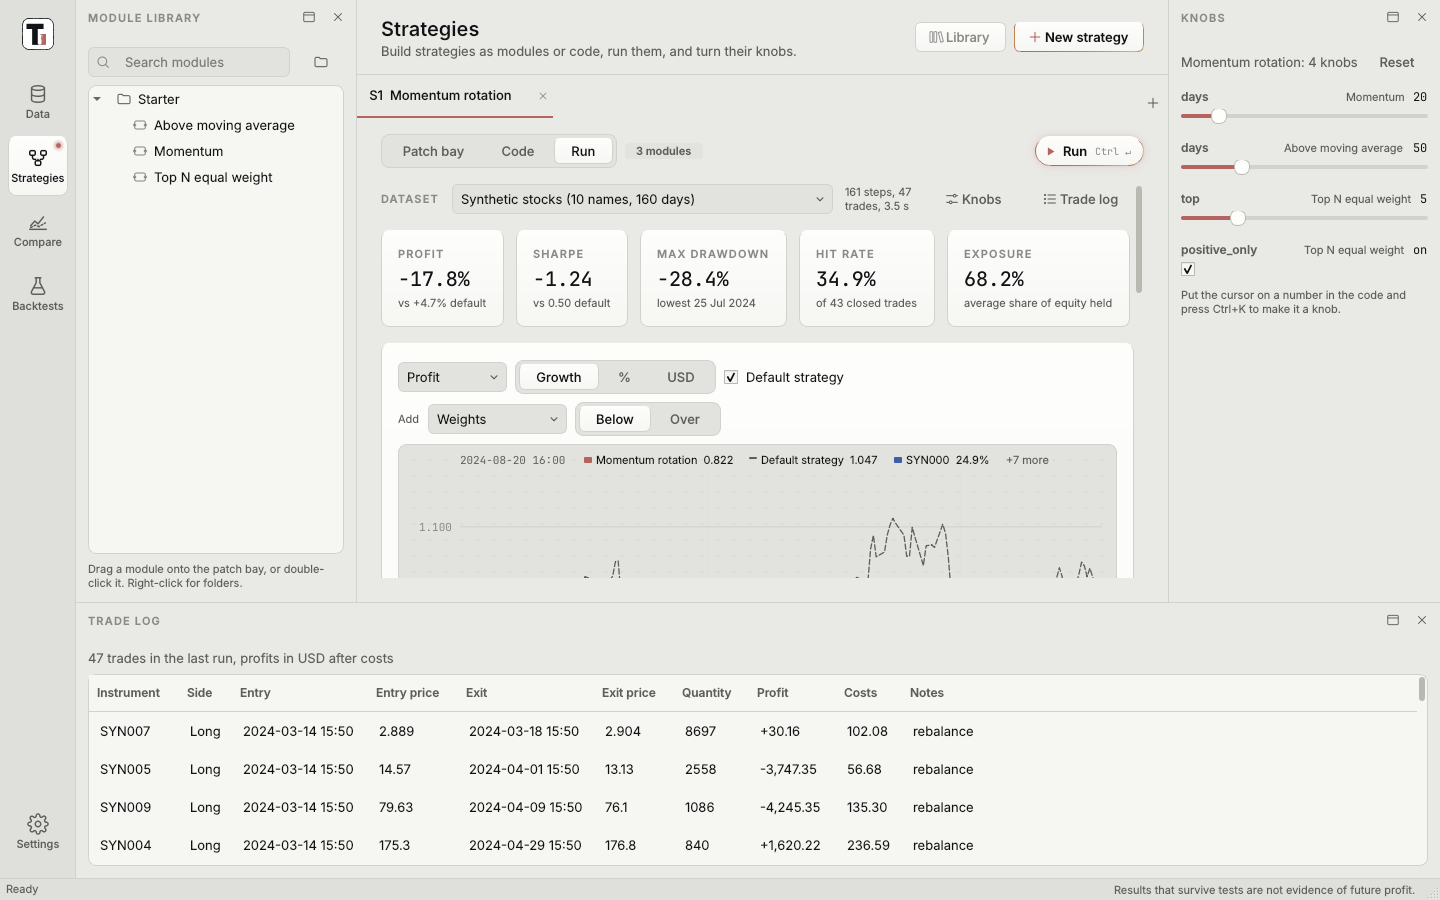 MODULE LIBRARY
Search modules
Starter
Above moving average
Momentum
Top N equal weight
Drag a module onto the patch bay, or double-
click it. Right-click for folders.
Data
Strategies
Compare
Backtests
Settings
Strategies
Build strategies as modules or code, run them, and turn their knobs.
Library
New strategy
S1 Momentum rotation
Patch bay Code Run 3 modules
Run Ctrl ↵
DATASET Synthetic stocks (10 names, 160 days)
161 steps, 47
trades, 3.5 s
Knobs
Trade log
PROFIT
-17.8%
vs +4.7% default
SHARPE
-1.24
vs 0.50 default
MAX DRAWDOWN
-28.4%
lowest 25 Jul 2024
HIT RATE
34.9%
of 43 closed trades
EXPOSURE
68.2%
average share of equity held
Profit Growth % USD Default strategy
Add Weights Below Over
2024-08-20 16:00 Momentum rotation 0.822 Default strategy 1.047 SYN000 24.9% +7 more
1.100
KNOBS
Momentum rotation: 4 knobs Reset
days Momentum 20
days Above moving average 50
top Top N equal weight 5
positive_only Top N equal weight on
Put the cursor on a number in the code and
press Ctrl+K to make it a knob.
TRADE LOG
47 trades in the last run, profits in USD after costs
Instrument Side Entry Entry price Exit Exit price Quantity Profit Costs Notes
SYN007 Long 2024-03-14 15:50 2.889 2024-03-18 15:50 2.904 8697 +30.16 102.08 rebalance
SYN005 Long 2024-03-14 15:50 14.57 2024-04-01 15:50 13.13 2558 -3,747.35 56.68 rebalance
SYN009 Long 2024-03-14 15:50 79.63 2024-04-09 15:50 76.1 1086 -4,245.35 135.30 rebalance
SYN004 Long 2024-03-14 15:50 175.3 2024-04-29 15:50 176.8 840 +1,620.22 236.59 rebalance
Ready
Results that survive tests are not evidence of future profit.